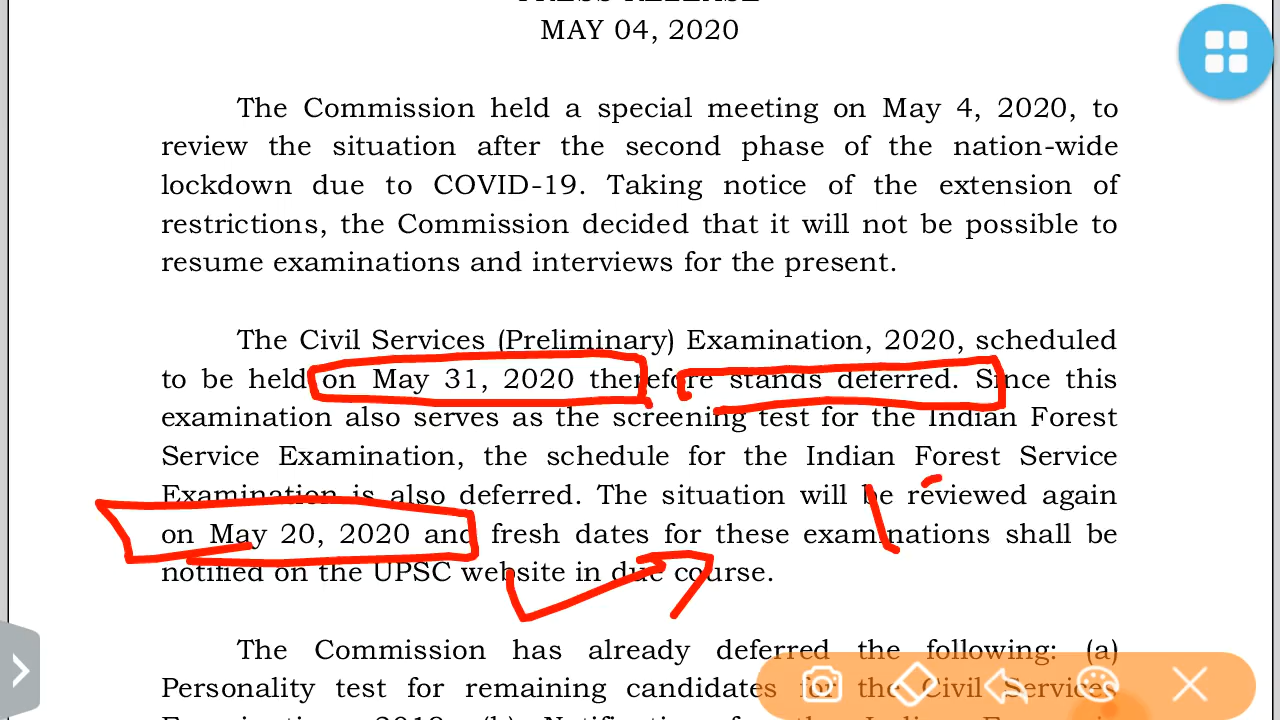 PRESS RELEASE
MAY 04, 2020
The Commission held a special meeting on May 4, 2020, to
review the situation after the second phase of the nation-wide
lockdown due to COVID-19. Taking notice of the extension of
restrictions, the Commission decided that it will not be possible to
resume examinations and interviews for the present.
The Civil Services (Preliminary) Examination, 2020, scheduled
to be held on May 31, 2020 therefore stands deferred. Since this
examination also serves as the screening test for the Indian Forest
Service Examination, the schedule for the Indian Forest Service
Examination is also deferred. The situation will be reviewed again
on May 20, 2020 and fresh dates for these examinations shall be
notified on the UPSC website in due course.
The Commission has already deferred the following: (a)
Personality test for remaining candidates for the Civil Services